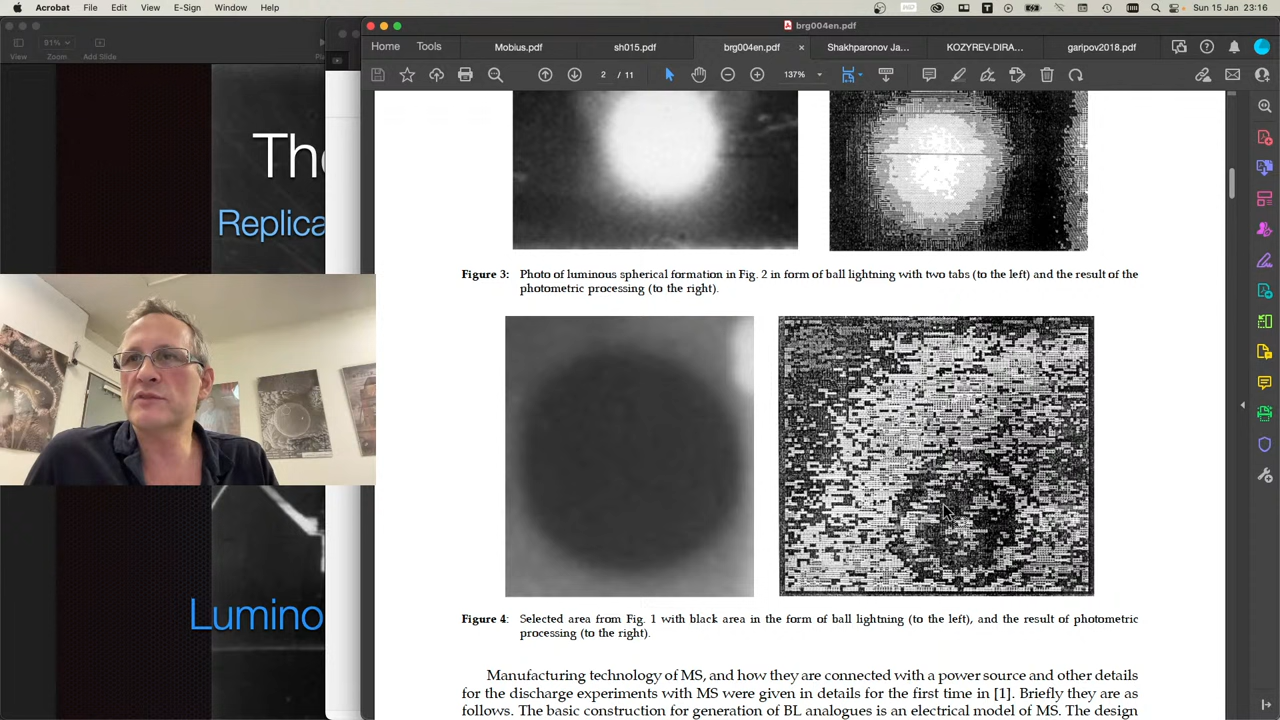 Acrobat File Edit View E-Sign Window Help
Sun 15 Jan 23:16
91%
Zoom Add Slide
brg004en.pdf
Home Tools Mobius.pdf sh015.pdf brg004en.pdf Shakhparonov Ja... KOZYREV-DIRA... garipov2018.pdf
2 / 11 137%
The
Replica
Lumino
Figure 3: Photo of luminous spherical formation in Fig. 2 in form of ball lightning with two tabs (to the left) and the result of the
photometric processing (to the right).
Figure 4: Selected area from Fig. 1 with black area in the form of ball lightning (to the left), and the result of photometric
processing (to the right).
Manufacturing technology of MS, and how they are connected with a power source and other details
for the discharge experiments with MS were given in details for the first time in [1]. Briefly they are as
follows. The basic construction for generation of BL analogues is an electrical model of MS. The design